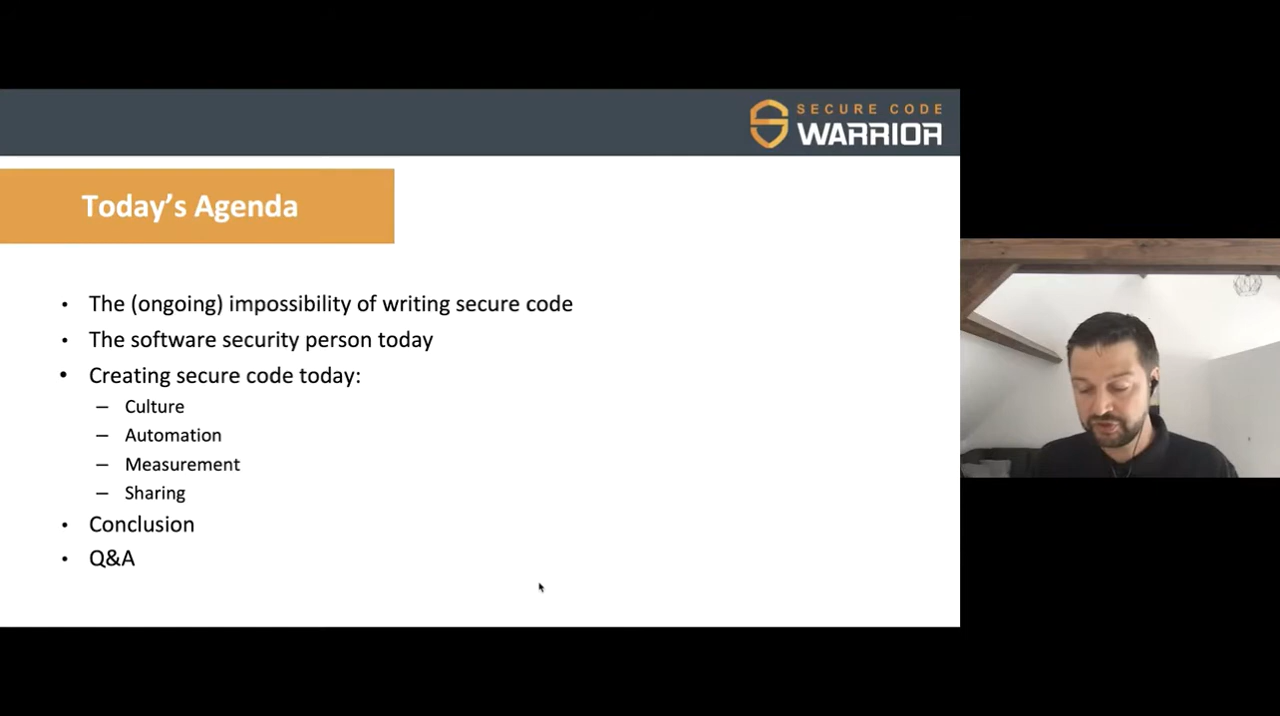 SECURE CODE
WARRIOR
Today’s Agenda
• The (ongoing) impossibility of writing secure code
• The software security person today
• Creating secure code today:
– Culture
– Automation
– Measurement
– Sharing
• Conclusion
• Q&A